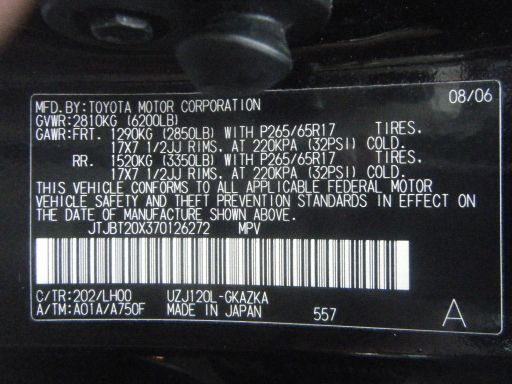 MFD.BY:TOYOTA MOTOR CORPORATION 08/06
GVWR:2810KG (6200LB)
GAWR:FRT. 1290KG (2850LB) WITH P265/65R17 TIRES.
17X7 1/2JJ RIMS. AT 220KPA (32PSI) COLD.
RR. 1520KG (3350LB) WITH P265/65R17 TIRES.
17X7 1/2JJ RIMS. AT 220KPA (32PSI) COLD.
THIS VEHICLE CONFORMS TO ALL APPLICABLE FEDERAL MOTOR
VEHICLE SAFETY AND THEFT PREVENTION STANDARDS IN EFFECT ON
THE DATE OF MANUFACTURE SHOWN ABOVE.
JTJBT20X370126272 MPV
C/TR:202/LH00 UZJ120L-GKAZKA
A/TM:A01A/A750F MADE IN JAPAN 557 A